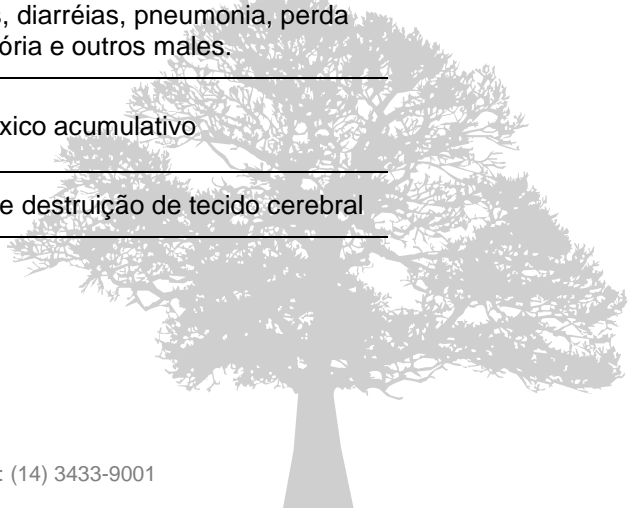 , diarréias, pneumonia, perda
ória e outros males.
xico acumulativo
e destruição de tecido cerebral
: (14) 3433-9001